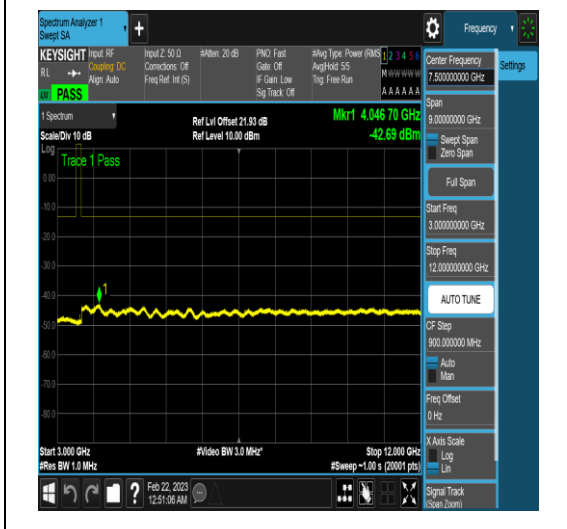 Spectrum Analyzer 1
Swept SA
+
Frequency
KEYSIGHT
RL
PASS
Input: RF
Coupling: DC
Align: Auto
Input Z: 50 Ω
Corrections: Off
Freq Ref: Int (S)
#Atten: 20 dB
PNO: Fast
Gate: Off
IF Gain: Low
Sig Track: Off
#Avg Type: Power (RMS
Avg|Hold: 5/5
Trig: Free Run
1 2 3 4 5 6
M W W W W W
A A A A A A
1 Spectrum
Scale/Div 10 dB
Ref Lvl Offset 21.93 dB
Ref Level 10.00 dBm
Mkr1 4.046 70 GHz
-42.69 dBm
Log
Trace 1 Pass
0.00
-10.0
-20.0
-30.0
-40.0
-50.0
-60.0
-70.0
-80.0
1
Start 3.000 GHz
#Res BW 1.0 MHz
#Video BW 3.0 MHz*
Stop 12.000 GHz
#Sweep ~1.00 s (20001 pts)
Feb 22, 2023
12:51:06 AM
?
Center Frequency
7.500000000 GHz
Settings
Span
9.00000000 GHz
Swept Span
Zero Span
Full Span
Start Freq
3.000000000 GHz
Stop Freq
12.000000000 GHz
AUTO TUNE
CF Step
900.000000 MHz
Auto
Man
Freq Offset
0 Hz
X Axis Scale
Log
Lin
Signal Track
(Span Zoom)